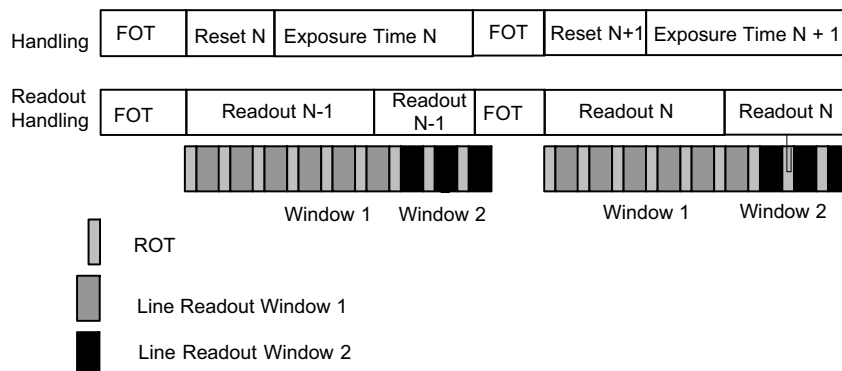 Handling
FOT
Reset N
Exposure Time N
FOT
Reset N+1
Exposure Time N + 1
Readout
Handling
FOT
Readout N-1
Readout
N-1
FOT
Readout N
Readout N
Window 1
Window 2
Window 1
Window 2
ROT
Line Readout Window 1
Line Readout Window 2